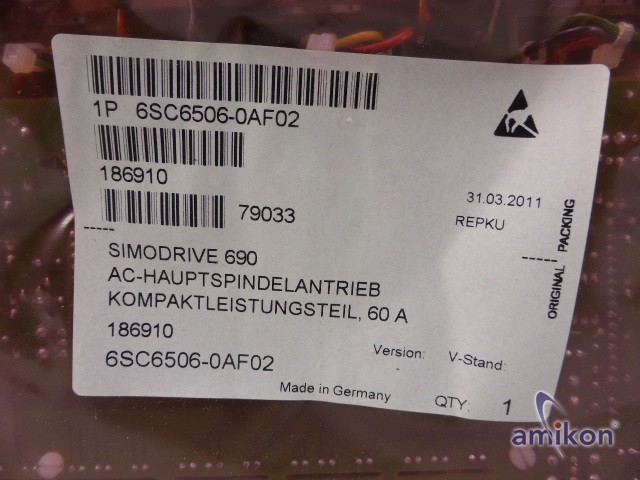 1P 6SC6506-0AF02
186910
79033
31.03.2011
REPKU
ORIGINAL PACKING
SIMODRIVE 690
AC-HAUPTSPINDELANTRIEB
KOMPAKTLEISTUNGSTEIL, 60 A
186910
6SC6506-0AF02
Version: V-Stand:
Made in Germany
QTY: 1
amikon